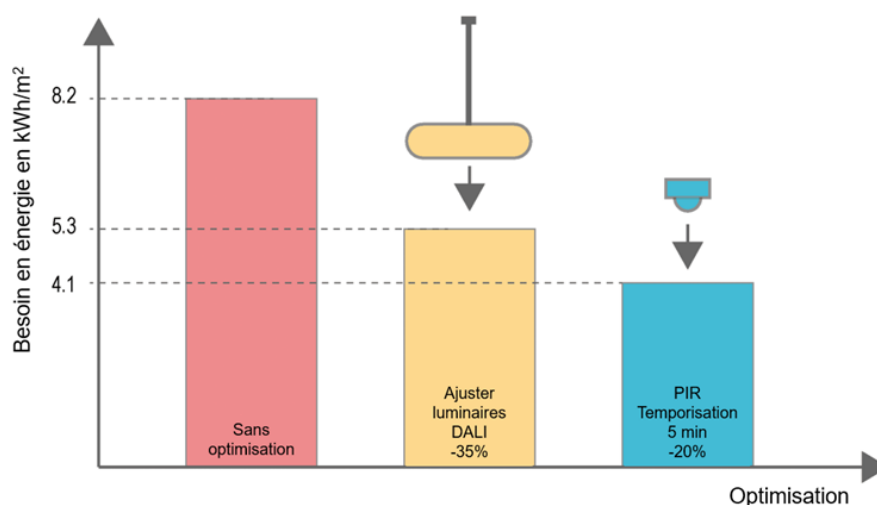 Besoin en énergie en kWh/m²
8.2
5.3
4.1
Sans
optimisation
Ajuster
luminaires
DALI
-35%
PIR
Temporisation
5 min
-20%
Optimisation